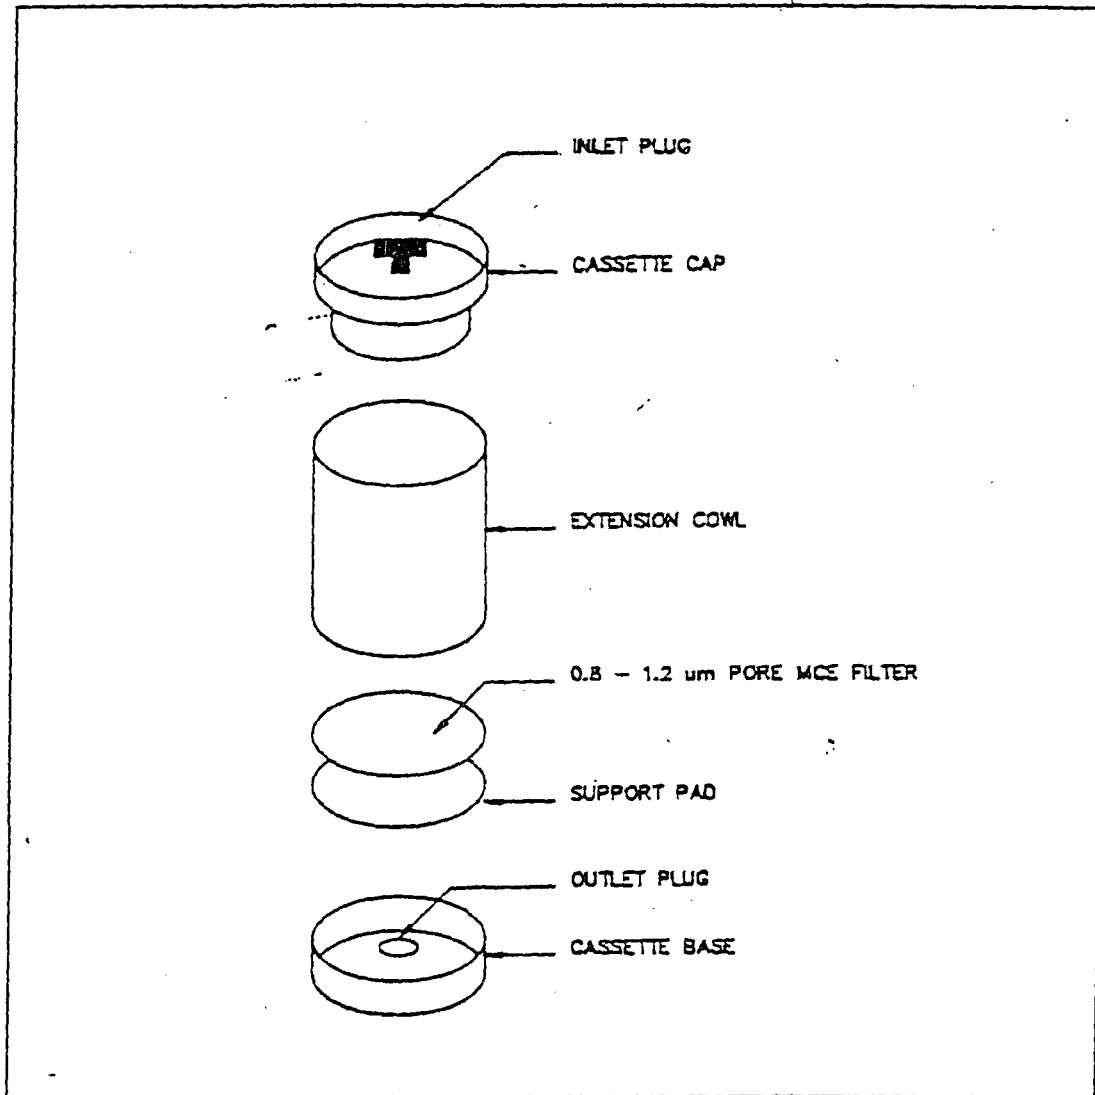 INLET PLUG
CASSETTE CAP
EXTENSION COWL
0.8 – 1.2 um PORE MCE FILTER
SUPPORT PAD
OUTLET PLUG
CASSETTE BASE